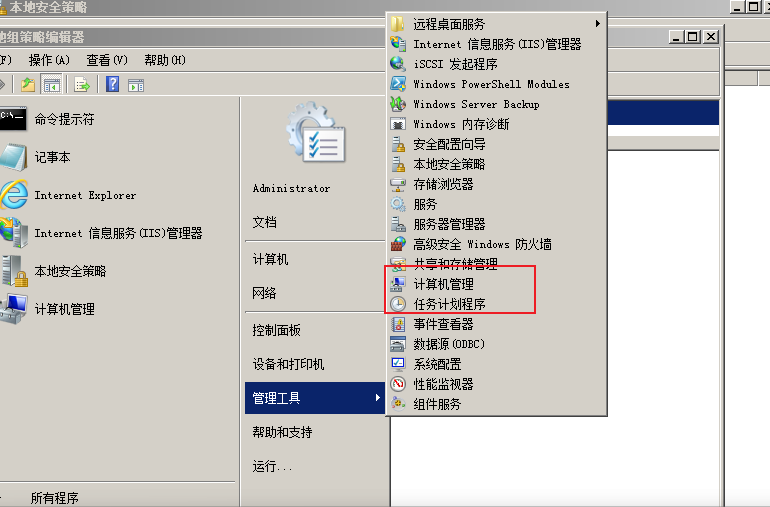 本地安全策略
地组策略编辑器
操作(A) 查看(V) 帮助(H)
命令提示符
记事本
Internet Explorer
Internet 信息服务(IIS)管理器
本地安全策略
计算机管理
所有程序
Administrator
文档
计算机
网络
控制面板
设备和打印机
管理工具
帮助和支持
运行...
远程桌面服务
Internet 信息服务(IIS)管理器
iSCSI 发起程序
Windows PowerShell Modules
Windows Server Backup
Windows 内存诊断
安全配置向导
本地安全策略
存储浏览器
服务
服务器管理器
高级安全 Windows 防火墙
共享和存储管理
计算机管理
任务计划程序
事件查看器
数据源(ODBC)
系统配置
性能监视器
组件服务